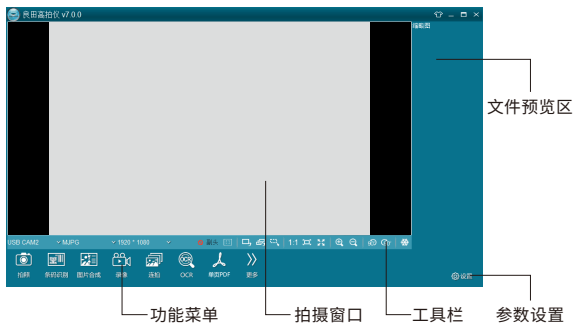 良田高拍仪 v7.0.0
缩略图
文件预览区
USB CAM2 MJPG 1920 * 1080 副头 1:1
拍照 条码识别 图片合成 录像 连拍 OCR 单页PDF 更多
设置
功能菜单 拍摄窗口 工具栏 参数设置